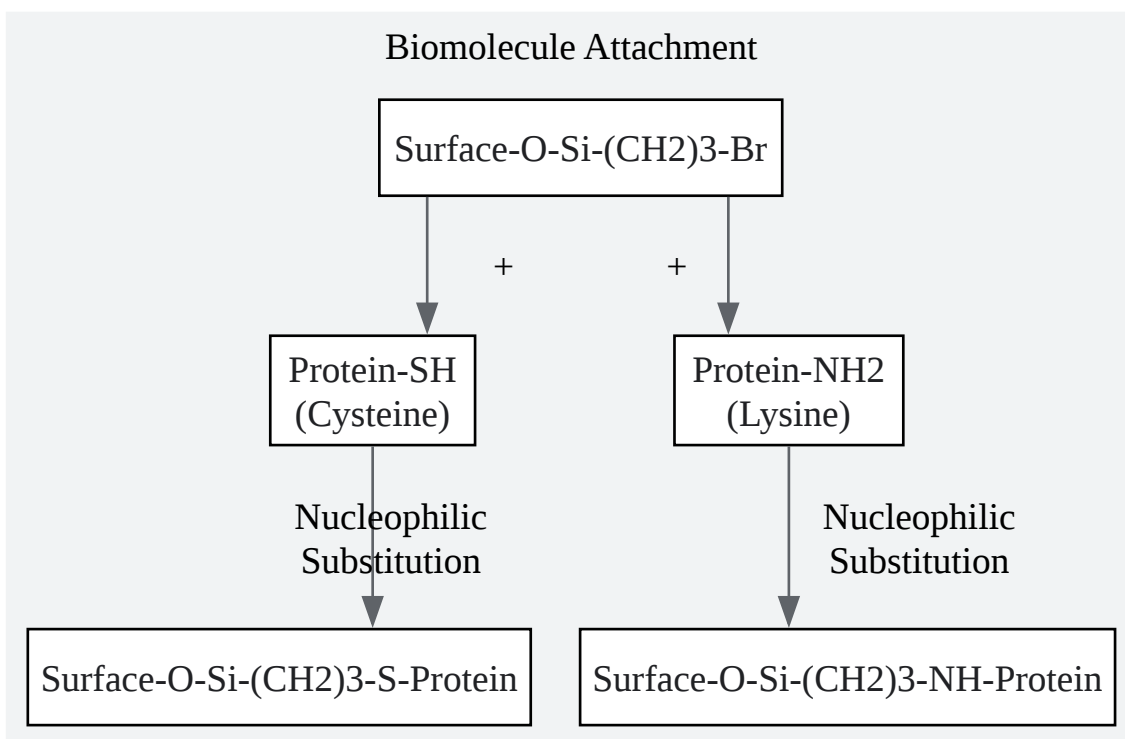 Biomolecule Attachment
Surface-O-Si-(CH2)3-Br
+
+
Protein-SH
(Cysteine)
Protein-NH2
(Lysine)
Nucleophilic
Substitution
Nucleophilic
Substitution
Surface-O-Si-(CH2)3-S-Protein
Surface-O-Si-(CH2)3-NH-Protein